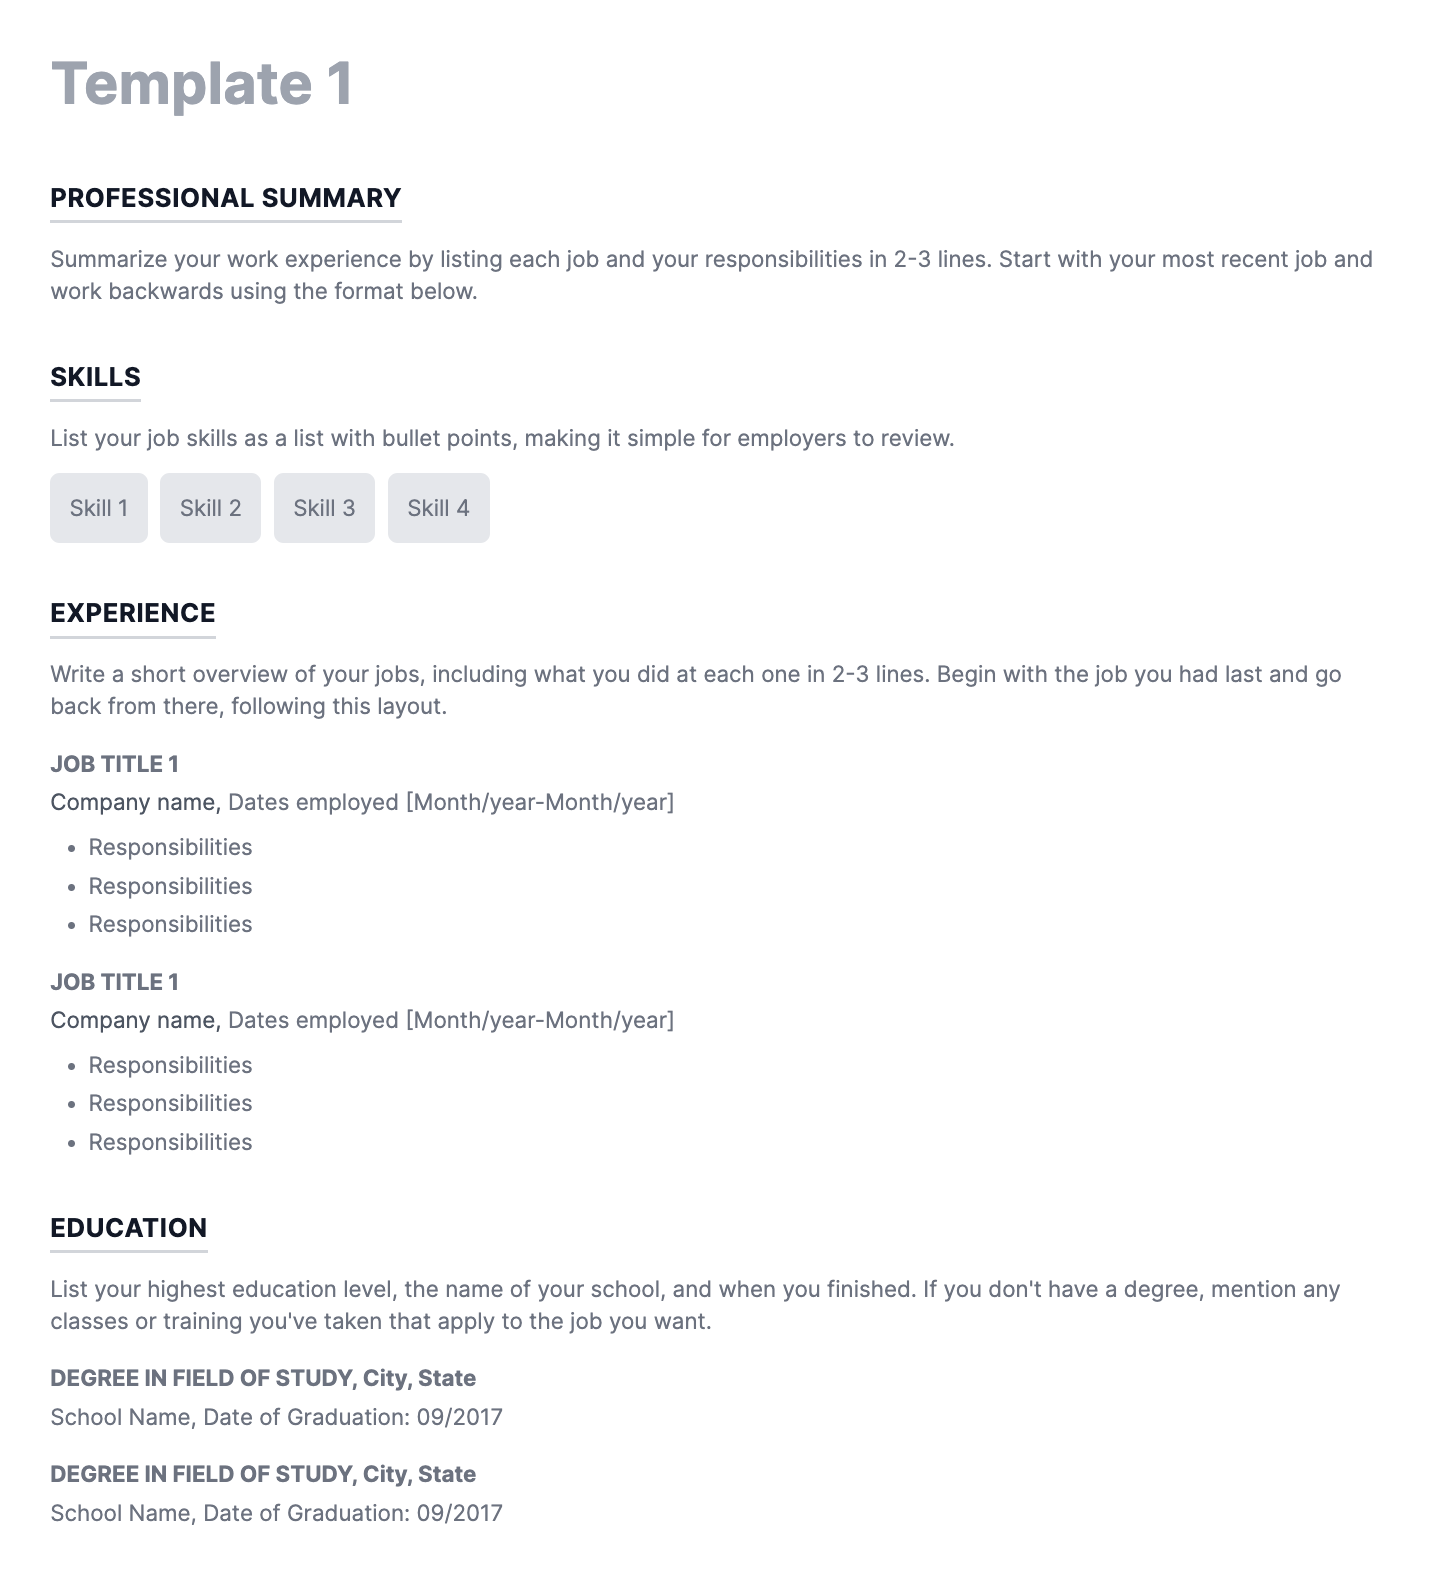 Template 1
PROFESSIONAL SUMMARY
Summarize your work experience by listing each job and your responsibilities in 2-3 lines. Start with your most recent job and
work backwards using the format below.
SKILLS
List your job skills as a list with bullet points, making it simple for employers to review.
Skill 1 Skill 2 Skill 3 Skill 4
EXPERIENCE
Write a short overview of your jobs, including what you did at each one in 2-3 lines. Begin with the job you had last and go
back from there, following this layout.
JOB TITLE 1
Company name, Dates employed [Month/year-Month/year]
• Responsibilities
• Responsibilities
• Responsibilities
JOB TITLE 1
Company name, Dates employed [Month/year-Month/year]
• Responsibilities
• Responsibilities
• Responsibilities
EDUCATION
List your highest education level, the name of your school, and when you finished. If you don't have a degree, mention any
classes or training you've taken that apply to the job you want.
DEGREE IN FIELD OF STUDY, City, State
School Name, Date of Graduation: 09/2017
DEGREE IN FIELD OF STUDY, City, State
School Name, Date of Graduation: 09/2017